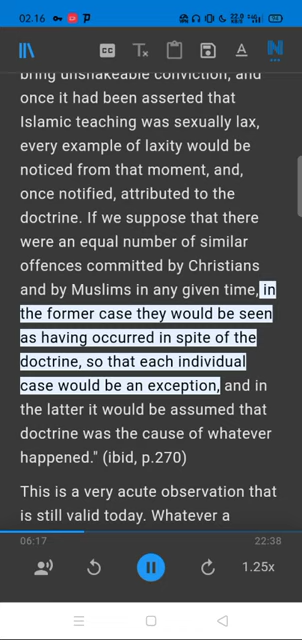 02.16
CC
T
A
N
bring unshakeable conviction, and
once it had been asserted that
Islamic teaching was sexually lax,
every example of laxity would be
noticed from that moment, and,
once notified, attributed to the
doctrine. If we suppose that there
were an equal number of similar
offences committed by Christians
and by Muslims in any given time, in
the former case they would be seen
as having occurred in spite of the
doctrine, so that each individual
case would be an exception, and in
the latter it would be assumed that
doctrine was the cause of whatever
happened." (ibid, p.270)
This is a very acute observation that
is still valid today. Whatever a
06:17
22:38
1.25x